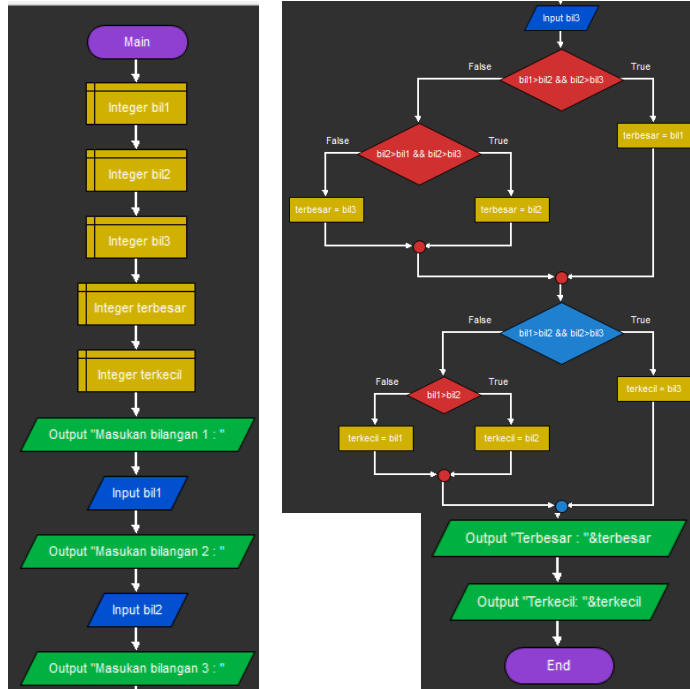 Main
Integer bil1
Integer bil2
Integer bil3
Integer terbesar
Integer terkecil
Output "Masukan bilangan 1 : "
Input bil1
Output "Masukan bilangan 2 : "
Input bil2
Output "Masukan bilangan 3 : "
Input bil3
False
True
bil1>bil2 && bil2>bil3
terbesar = bil1
False
True
bil2>bil1 && bil2>bil3
terbesar = bil3
terbesar = bil2
False
True
bil1>bil2 && bil2>bil3
terkecil = bil3
False
True
bil1>bil2
terkecil = bil1
terkecil = bil2
Output "Terbesar : "&terbesar
Output "Terkecil: "&terkecil
End